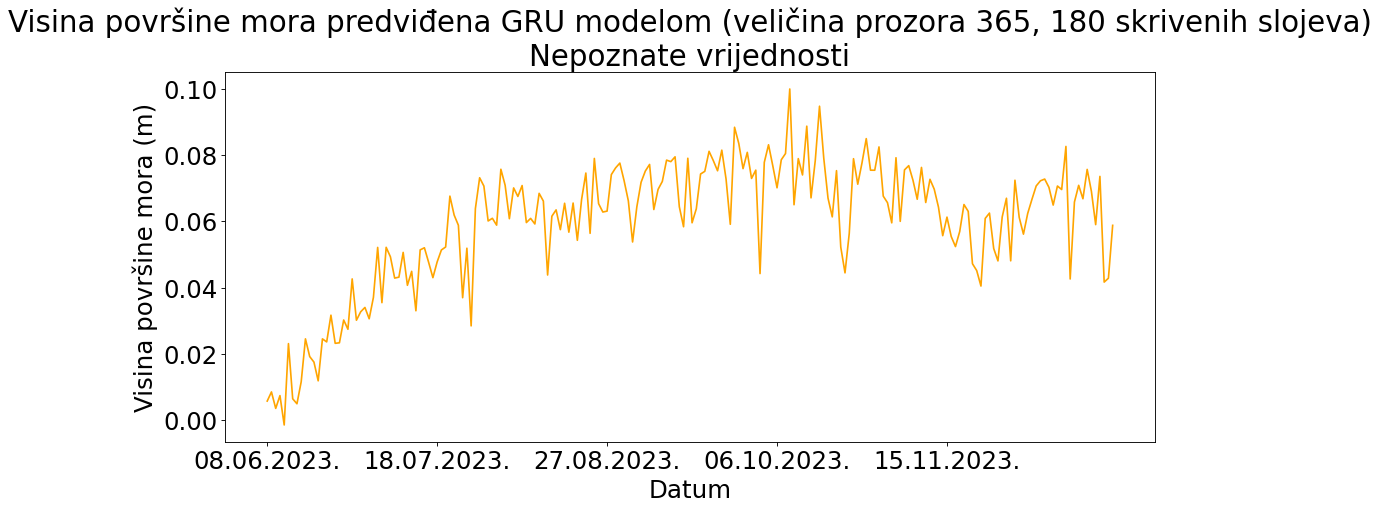 Visina površine mora predviđena GRU modelom (veličina prozora 365, 180 skrivenih slojeva)
Nepoznate vrijednosti
Visina površine mora (m)
0.10
0.08
0.06
0.04
0.02
0.00
08.06.2023. 18.07.2023. 27.08.2023. 06.10.2023. 15.11.2023.
Datum